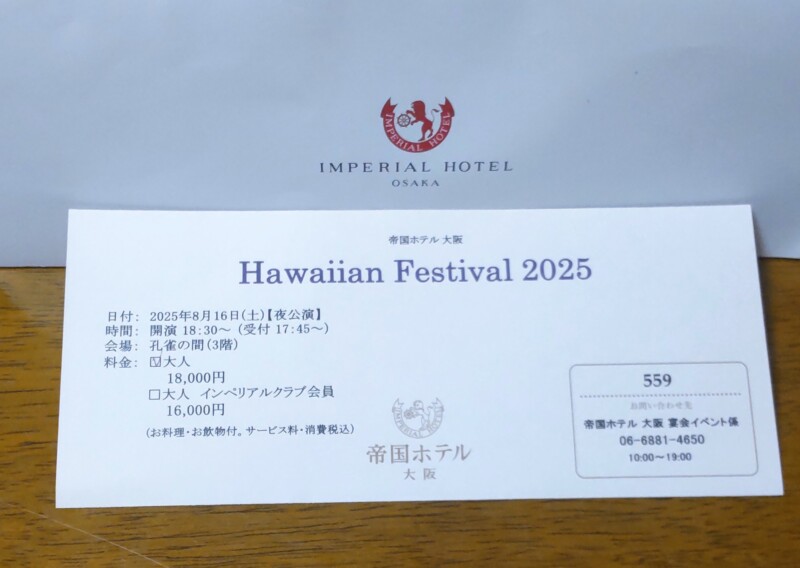 IMPERIAL HOTEL
IMPERIAL HOTEL
OSAKA
帝国ホテル 大阪
Hawaiian Festival 2025
日付： 2025年8月16日(土)【夜公演】
時間： 開演 18:30～ (受付 17:45～)
会場： 孔雀の間(3階)
料金： ☑大人
18,000円
☐大人 インペリアルクラブ会員
16,000円
(お料理・お飲物付。サービス料・消費税込)
IMPERIAL HOTEL
帝国ホテル
大阪
559
お問い合わせ先
帝国ホテル 大阪 宴会イベント係
06-6881-4650
10:00～19:00